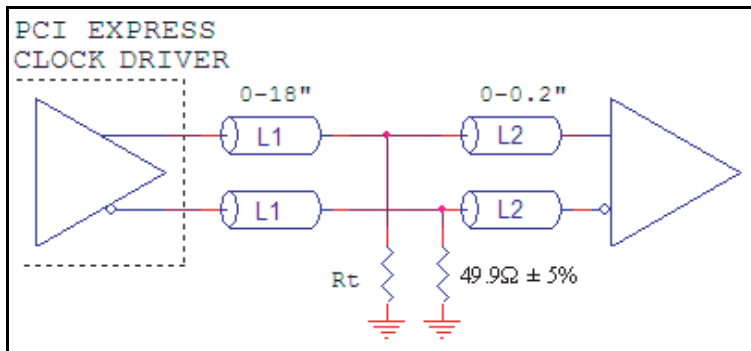 PCI EXPRESS
CLOCK DRIVER
0-18"
0-0.2"
L1
L2
L1
L2
Rt
49.9Ω ± 5%